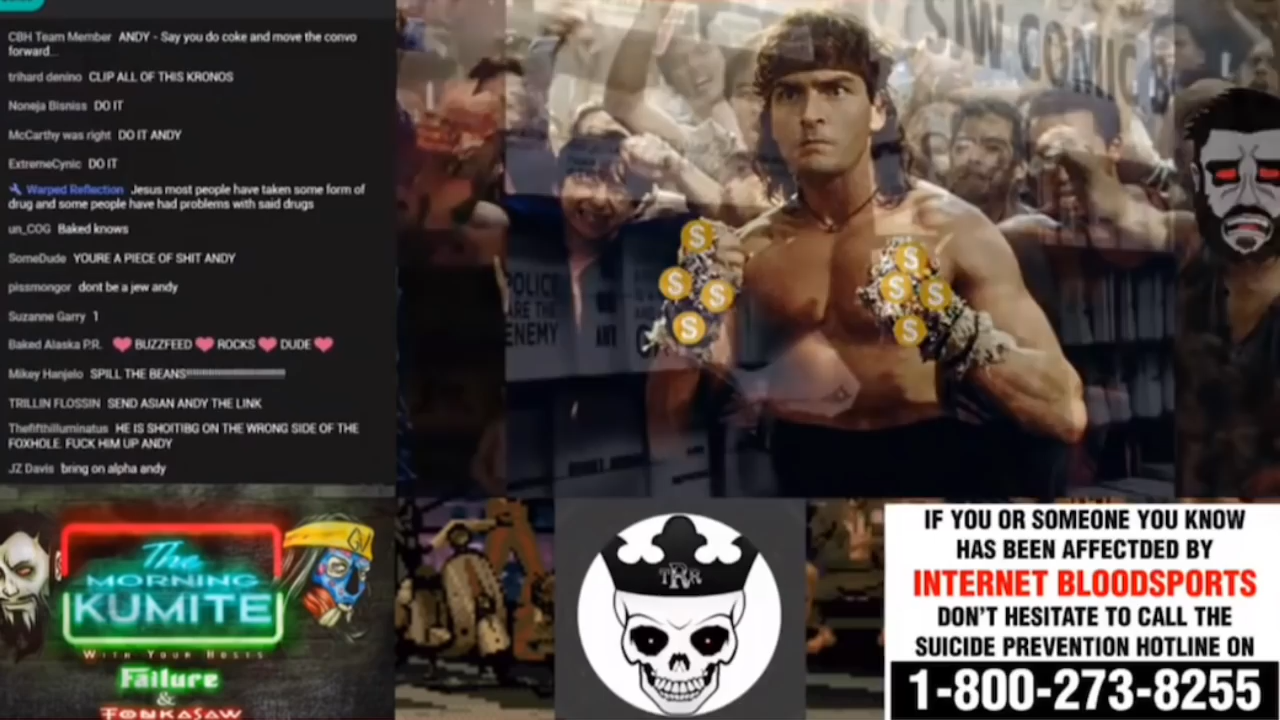 CBH Team Member ANDY - Say you do coke and move the convo
forward...
trihard denino CLIP ALL OF THIS KRONOS
Noneja Bisniss DO IT
McCarthy was right DO IT ANDY
ExtremeCynic DO IT
Warped Reflection Jesus most people have taken some form of
drug and some people have had problems with said drugs
un_COG Baked knows
SomeDude YOURE A PIECE OF SHIT ANDY
pissmongor dont be a jew andy
Suzanne Garry 1
Baked Alaska P.R. BUZZFEED ROCKS DUDE
Mikey Hanjelo SPILL THE BEANS
TRILLIN FLOSSIN SEND ASIAN ANDY THE LINK
Thefifthilluminatus HE IS SHOITIBG ON THE WRONG SIDE OF THE
FOXHOLE. FUCK HIM UP ANDY
JZ Davis bring on alpha andy
SJW COMICS
POLICE
ARE THE
ENEMY
$
$ $
$
$
$ $
$
The
MORNING
KUMITE
WITH YOUR HOSTS
Failure
&
TONKASAW
TRR
IF YOU OR SOMEONE YOU KNOW
HAS BEEN AFFECTDED BY
INTERNET BLOODSPORTS
DON'T HESITATE TO CALL THE
SUICIDE PREVENTION HOTLINE ON
1-800-273-8255